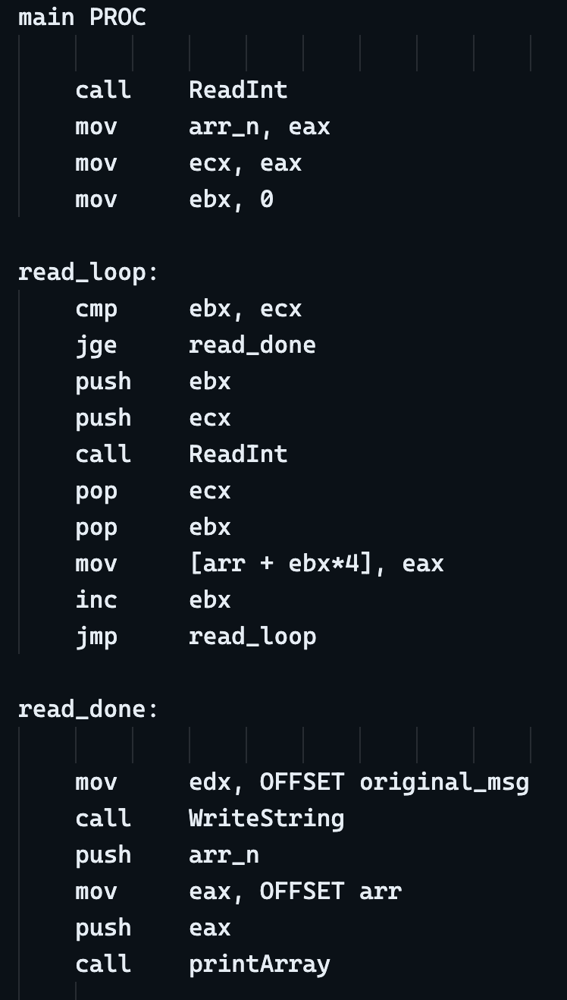 main PROC
call ReadInt
mov arr_n, eax
mov ecx, eax
mov ebx, 0
read_loop:
cmp ebx, ecx
jge read_done
push ebx
push ecx
call ReadInt
pop ecx
pop ebx
mov [arr + ebx*4], eax
inc ebx
jmp read_loop
read_done:
mov edx, OFFSET original_msg
call WriteString
push arr_n
mov eax, OFFSET arr
push eax
call printArray